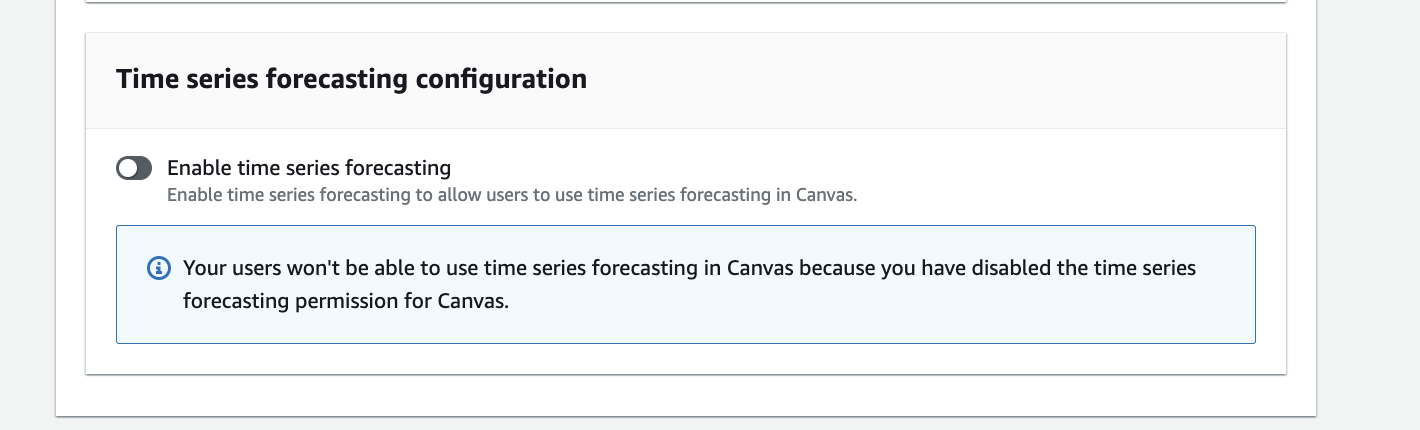 Time series forecasting configuration
Enable time series forecasting
Enable time series forecasting to allow users to use time series forecasting in Canvas.
Your users won't be able to use time series forecasting in Canvas because you have disabled the time series
forecasting permission for Canvas.